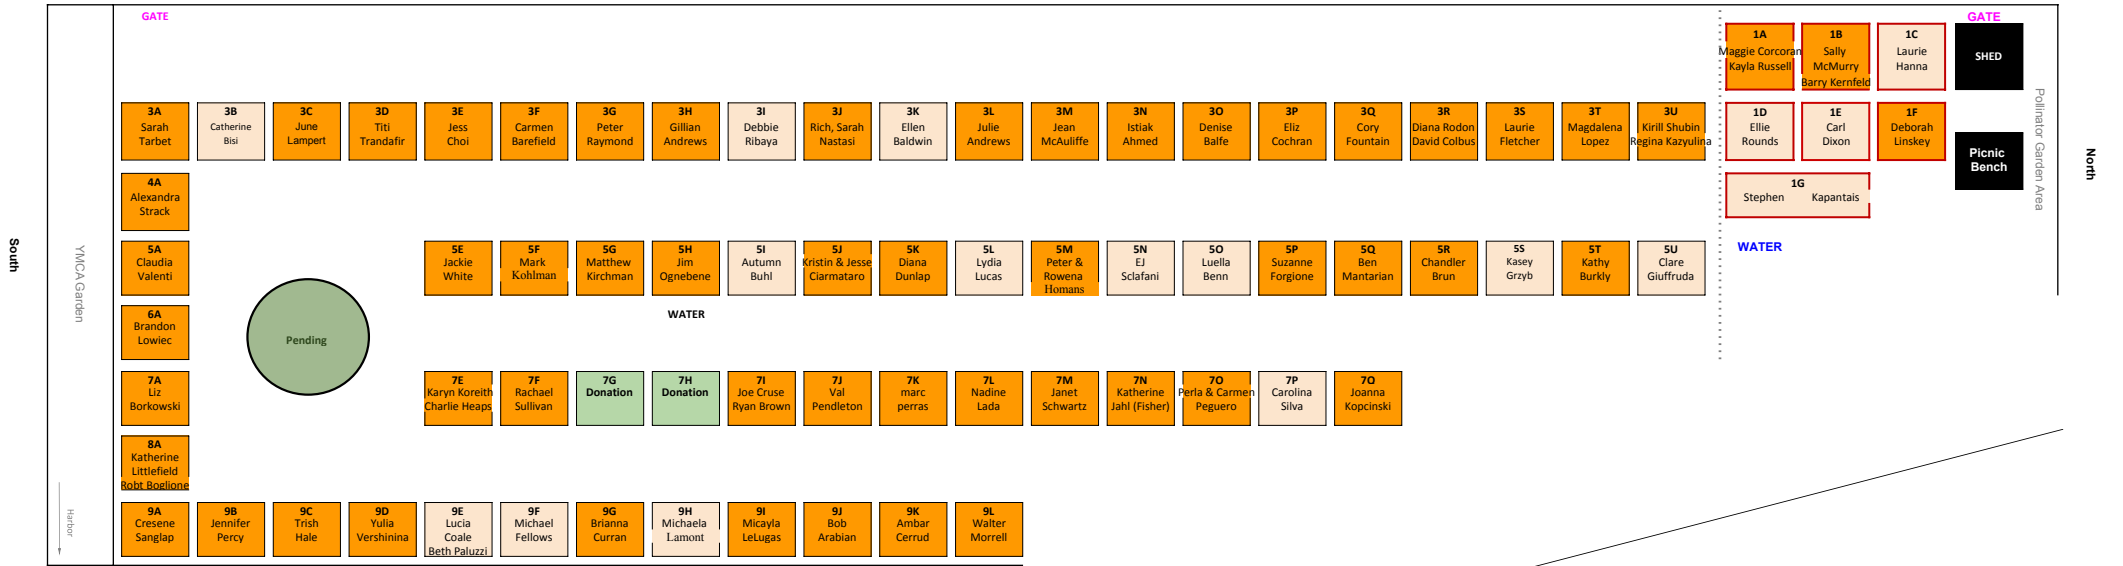 GATE
GATE
1A
Maggie Corcoran
Kayla Russell
1B
Sally
McMurry
Barry Kernfeld
1C
Laurie
Hanna
SHED
3A
Sarah
Tarbet
3B
Catherine
Bisi
3C
June
Lampert
3D
Titi
Trandafir
3E
Jess
Choi
3F
Carmen
Barefield
3G
Peter
Raymond
3H
Gillian
Andrews
3I
Debbie
Ribaya
3J
Rich, Sarah
Nastasi
3K
Ellen
Baldwin
3L
Julie
Andrews
3M
Jean
McAuliffe
3N
Istiak
Ahmed
3O
Denise
Balfe
3P
Eliz
Cochran
3Q
Cory
Fountain
3R
Diana Rodon
David Colbus
3S
Laurie
Fletcher
3T
Magdalena
Lopez
3U
Kirill Shubin
Regina Kazyulina
1D
Ellie
Rounds
1E
Carl
Dixon
1F
Deborah
Linskey
Picnic
Bench
Pollinator Garden Area
North
4A
Alexandra
Strack
1G
Stephen Kapantais
South
YMCA Garden
5A
Claudia
Valenti
5E
Jackie
White
5F
Mark
Kohlman
5G
Matthew
Kirchman
5H
Jim
Ognebene
5I
Autumn
Buhl
5J
Kristin & Jesse
Ciarmataro
5K
Diana
Dunlap
5L
Lydia
Lucas
5M
Peter &
Rowena
Homans
5N
EJ
Sclafani
5O
Luella
Benn
5P
Suzanne
Forgione
5Q
Ben
Mantarian
5R
Chandler
Brun
5S
Kasey
Grzyb
5T
Kathy
Burkly
5U
Clare
Giuffruda
WATER
6A
Brandon
Lowiec
Pending
WATER
7A
Liz
Borkowski
7E
Karyn Koreith
Charlie Heaps
7F
Rachael
Sullivan
7G
Donation
7H
Donation
7I
Joe Cruse
Ryan Brown
7J
Val
Pendleton
7K
marc
perras
7L
Nadine
Lada
7M
Janet
Schwartz
7N
Katherine
Jahl (Fisher)
7O
Perla & Carmen
Peguero
7P
Carolina
Silva
7Q
Joanna
Kopcinski
8A
Katherine
Littlefield
Robt Boglione
Harbor
9A
Cresene
Sanglap
9B
Jennifer
Percy
9C
Trish
Hale
9D
Yulia
Vershinina
9E
Lucia
Coale
Beth Paluzzi
9F
Michael
Fellows
9G
Brianna
Curran
9H
Michaela
Lamont
9I
Micayla
LeLugas
9J
Bob
Arabian
9K
Ambar
Cerrud
9L
Walter
Morrell